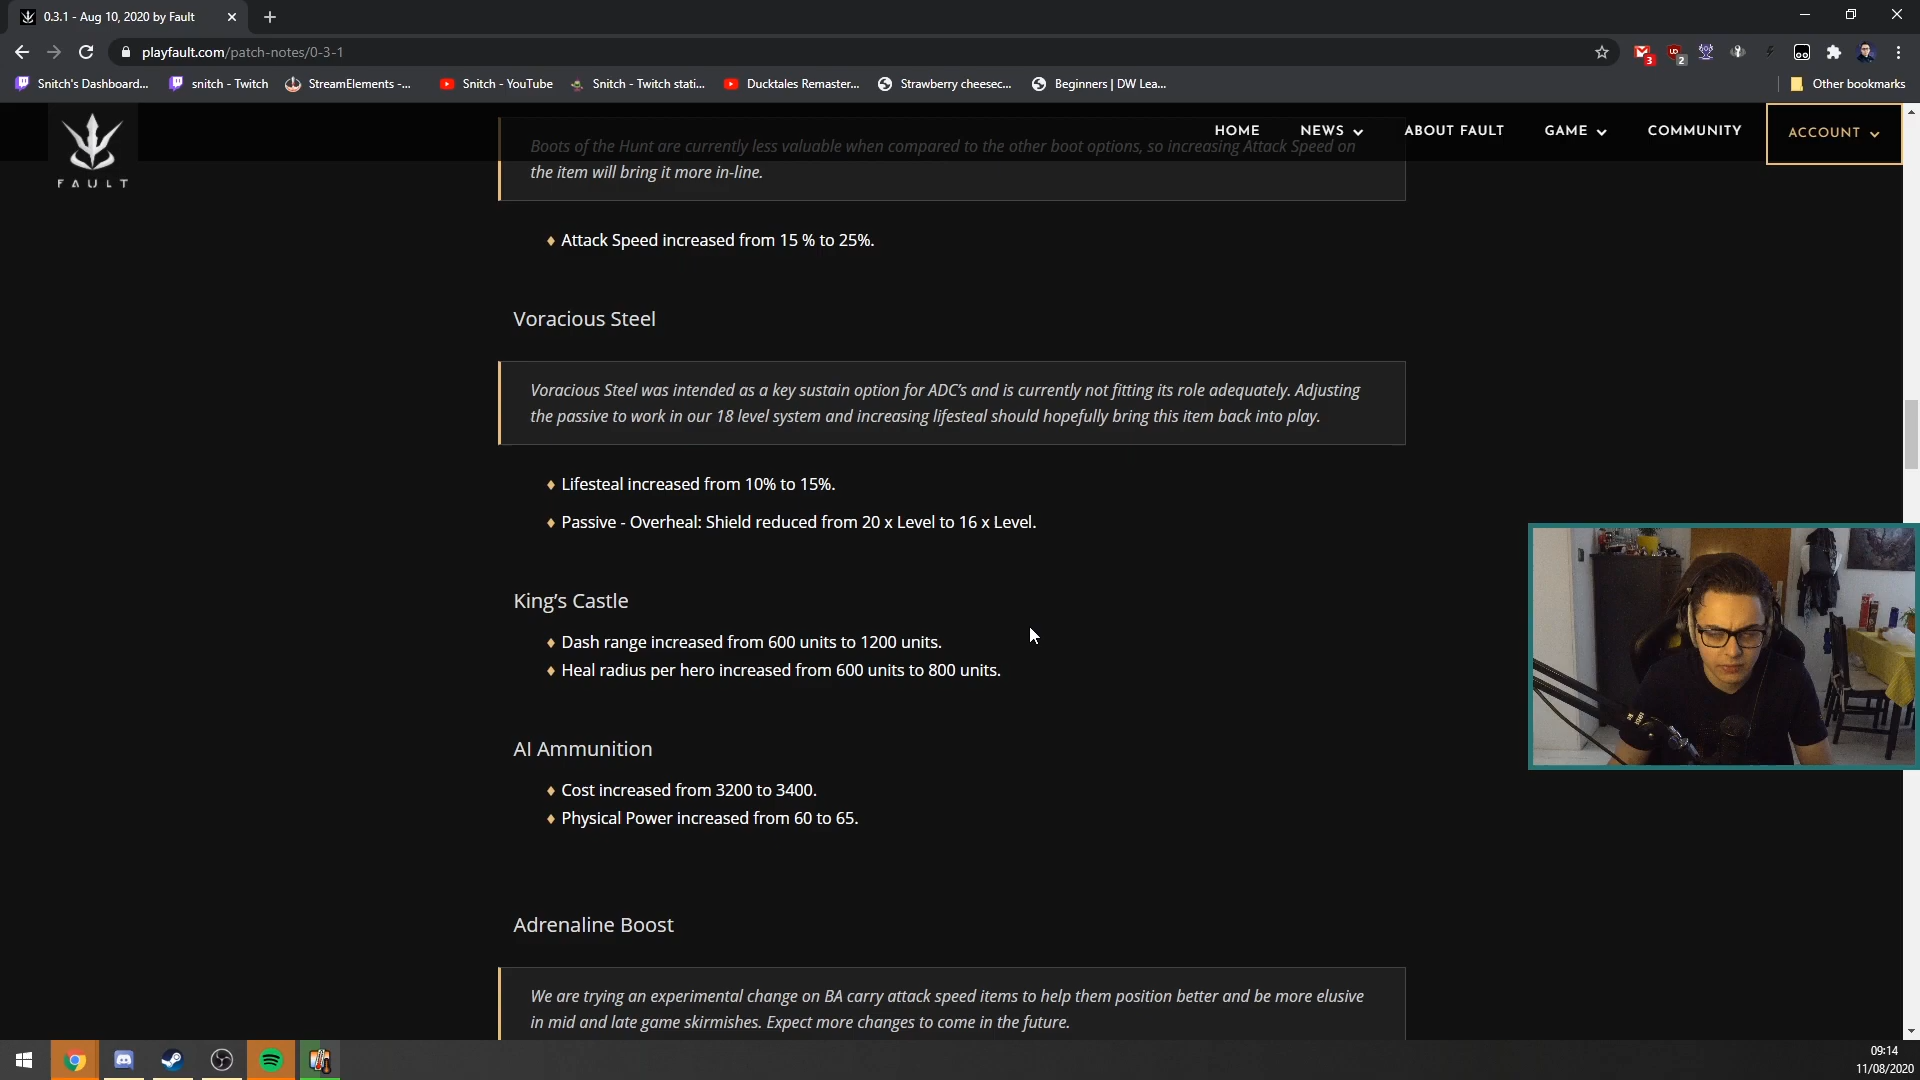 0.3.1 - Aug 10, 2020 by Fault
playfault.com/patch-notes/0-3-1
3
UD
2
Snitch's Dashboard...
snitch - Twitch
StreamElements -...
Snitch - YouTube
Snitch - Twitch stati...
Ducktales Remaster...
Strawberry cheesec...
Beginners | DW Lea...
Other bookmarks
FAULT
HOME
NEWS
ABOUT FAULT
GAME
COMMUNITY
ACCOUNT
Boots of the Hunt are currently less valuable when compared to the other boot options, so increasing Attack Speed on
the item will bring it more in-line.
Attack Speed increased from 15 % to 25%.
Voracious Steel
Voracious Steel was intended as a key sustain option for ADC's and is currently not fitting its role adequately. Adjusting
the passive to work in our 18 level system and increasing lifesteal should hopefully bring this item back into play.
Lifesteal increased from 10% to 15%.
Passive - Overheal: Shield reduced from 20 x Level to 16 x Level.
King's Castle
Dash range increased from 600 units to 1200 units.
Heal radius per hero increased from 600 units to 800 units.
AI Ammunition
Cost increased from 3200 to 3400.
Physical Power increased from 60 to 65.
Adrenaline Boost
We are trying an experimental change on BA carry attack speed items to help them position better and be more elusive
in mid and late game skirmishes. Expect more changes to come in the future.
09:14
11/08/2020